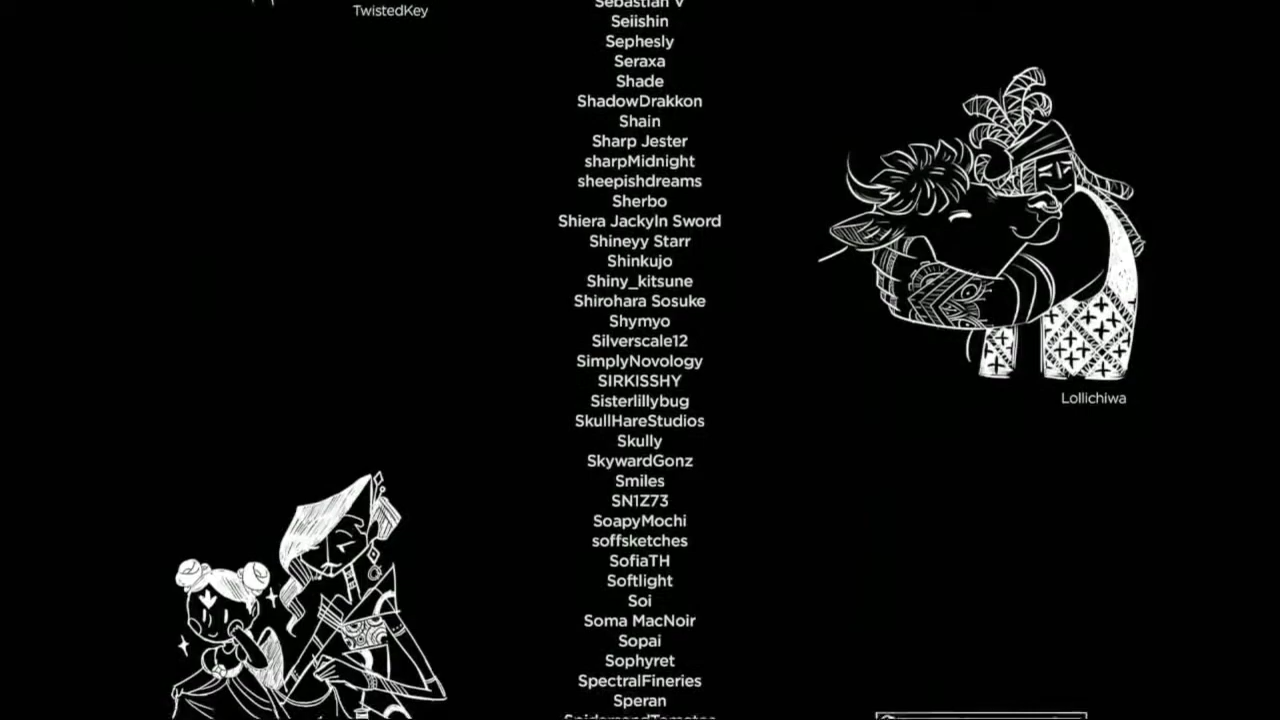 TwistedKey
Sebastian V
Seiishin
Sephesly
Seraxa
Shade
ShadowDrakkon
Shain
Sharp Jester
sharpMidnight
sheepishdreams
Sherbo
Shiera Jackyln Sword
Shineyy Starr
Shinkujo
Shiny_kitsune
Shirohara Sosuke
Shymyo
Silverscale12
SimplyNovology
SIRKISSHY
Sisterlillybug
SkullHareStudios
Skully
SkywardGonz
Smiles
SN1Z73
SoapyMochi
soffsketches
SofiaTH
Softlight
Soi
Soma MacNoir
Sopai
Sophyret
SpectralFineries
Speran
Lollichiwa